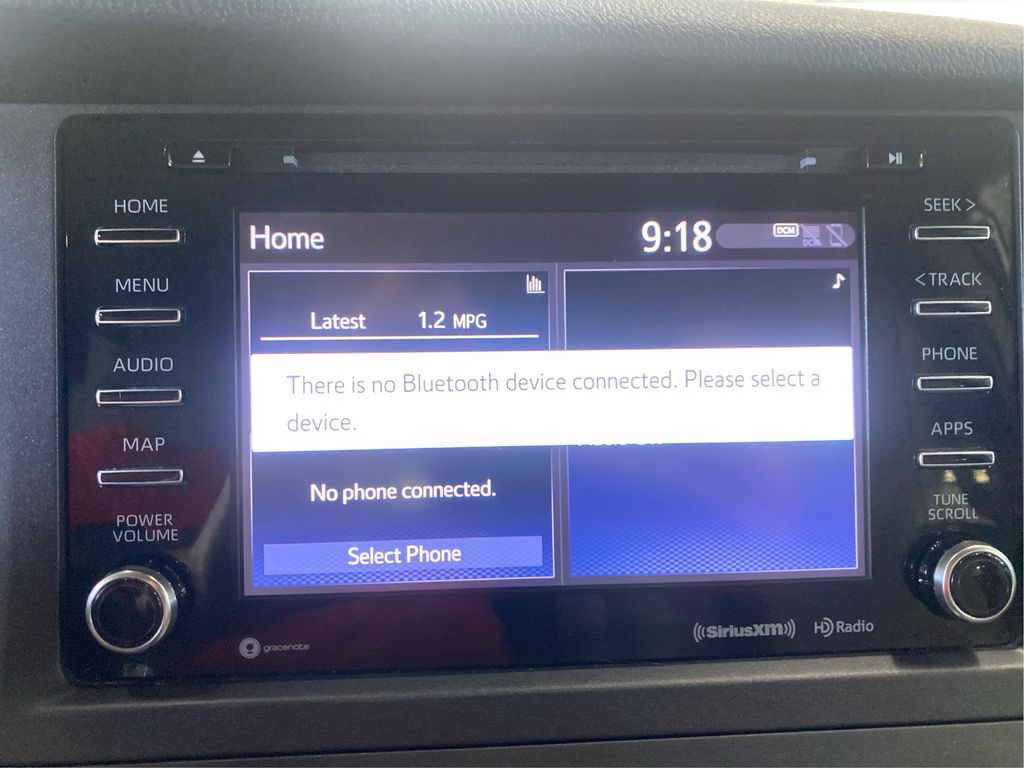 HOME
MENU
AUDIO
MAP
POWER
VOLUME
Home
9:18
DCM
DCM
Latest 1.2 MPG
There is no Bluetooth device connected. Please select a
device.
No phone connected.
Select Phone
SEEK >
< TRACK
PHONE
APPS
TUNE
SCROLL
gracenote
((SiriusXM))
HD Radio